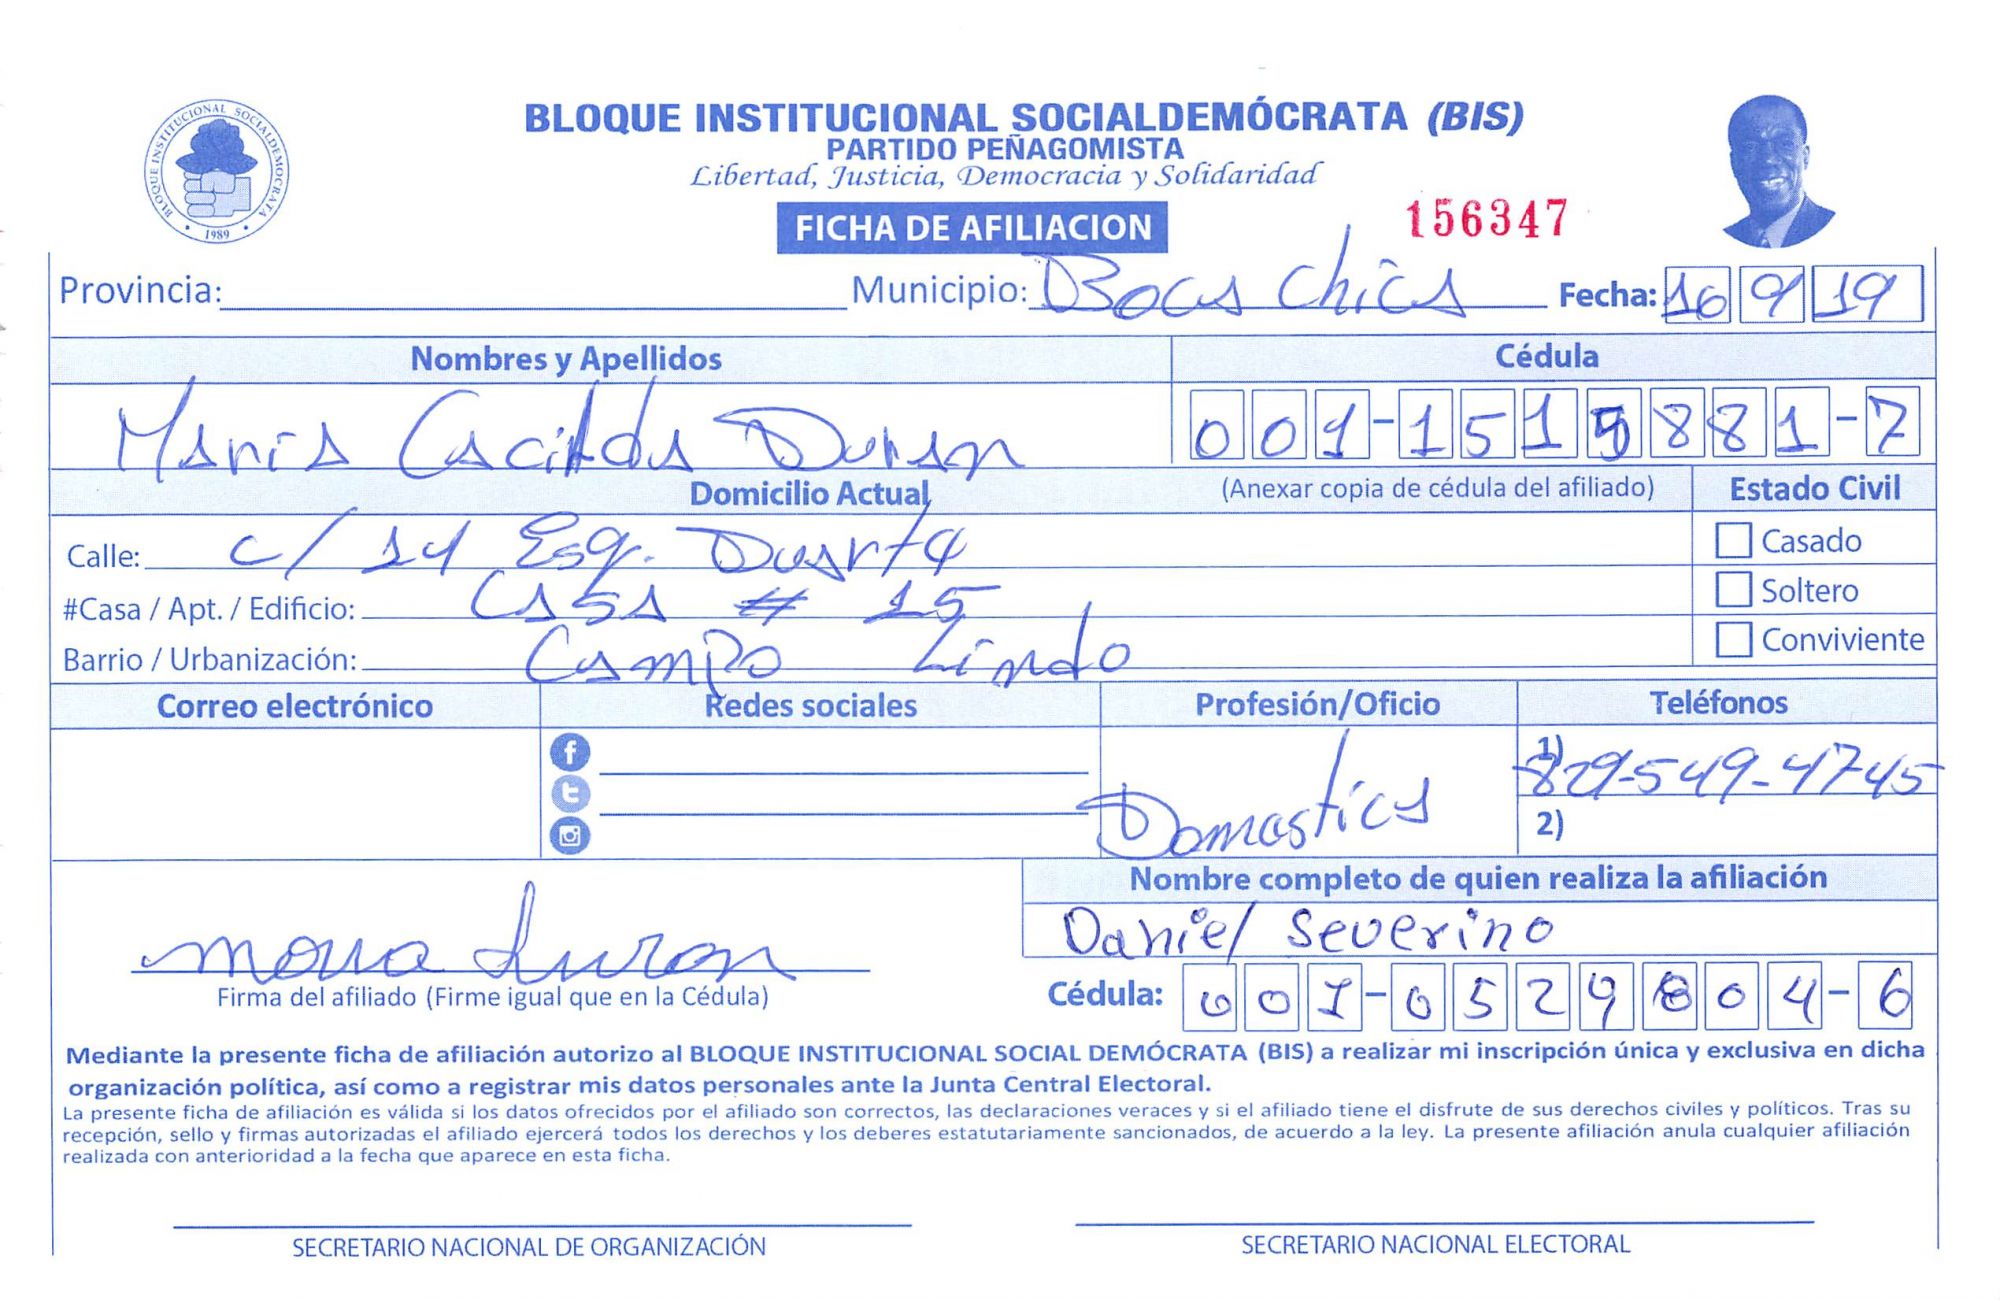 BLOQUE INSTITUCIONAL SOCIALDEMOCRATA
1989
BLOQUE INSTITUCIONAL SOCIALDEMÓCRATA (BIS)
PARTIDO PEÑAGOMISTA
Libertad, Justicia, Democracia y Solidaridad
FICHA DE AFILIACION
156347
Provincia: Municipio: Boca Chica Fecha: 16 9 19
Nombres y Apellidos Cédula
Maria Casilda Duran 001-1515881-7
Domicilio Actual (Anexar copia de cédula del afiliado) Estado Civil
Calle: c/ 14 Esq. Duarte Casado
#Casa / Apt. / Edificio: Casa # 15 Soltero
Barrio / Urbanización: Campo Lindo Conviviente
Correo electrónico Redes sociales Profesión/Oficio Teléfonos
Domestica 1) 829-549-4745
2)
Nombre completo de quien realiza la afiliación
Daniel Severino
maria duran
Firma del afiliado (Firme igual que en la Cédula) Cédula: 001-0529804-6
Mediante la presente ficha de afiliación autorizo al BLOQUE INSTITUCIONAL SOCIAL DEMÓCRATA (BIS) a realizar mi inscripción única y exclusiva en dicha
organización política, así como a registrar mis datos personales ante la Junta Central Electoral.
La presente ficha de afiliación es válida si los datos ofrecidos por el afiliado son correctos, las declaraciones veraces y si el afiliado tiene el disfrute de sus derechos civiles y políticos. Tras su
recepción, sello y firmas autorizadas el afiliado ejercerá todos los derechos y los deberes estatutariamente sancionados, de acuerdo a la ley. La presente afiliación anula cualquier afiliación
realizada con anterioridad a la fecha que aparece en esta ficha.
SECRETARIO NACIONAL DE ORGANIZACIÓN SECRETARIO NACIONAL ELECTORAL